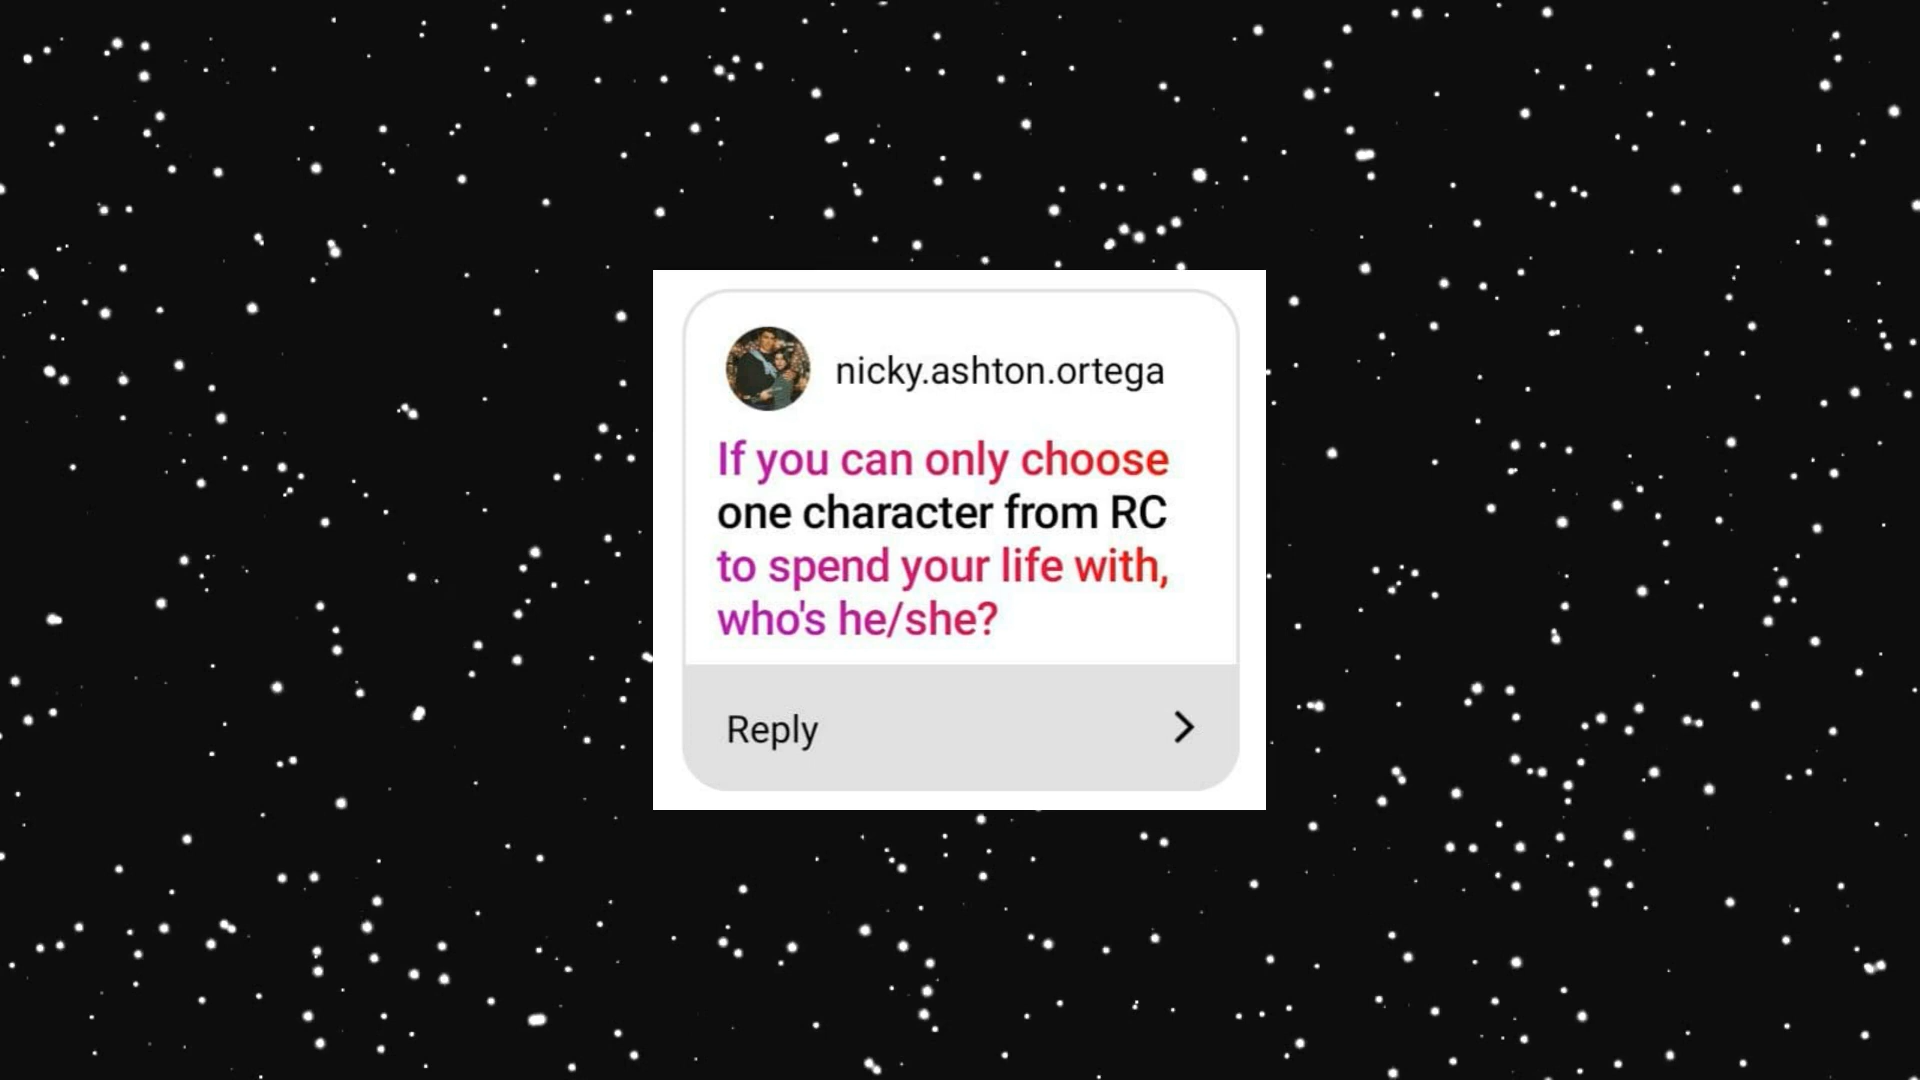 nicky.ashton.ortega
If you can only choose
one character from RC
to spend your life with,
who's he/she?
Reply